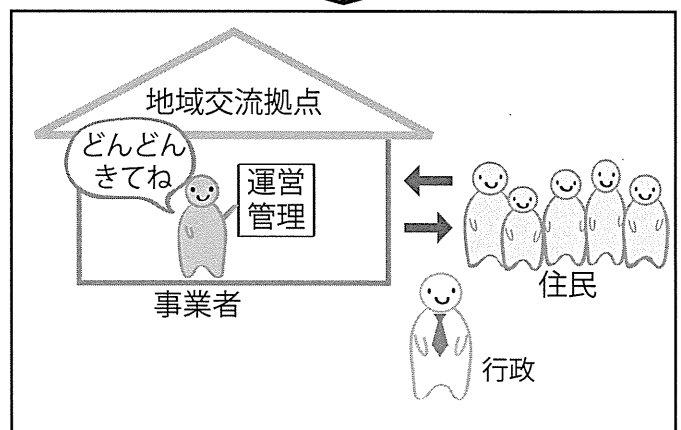 地域交流拠点
どんどん
きてね
運営
管理
事業者
住民
行政